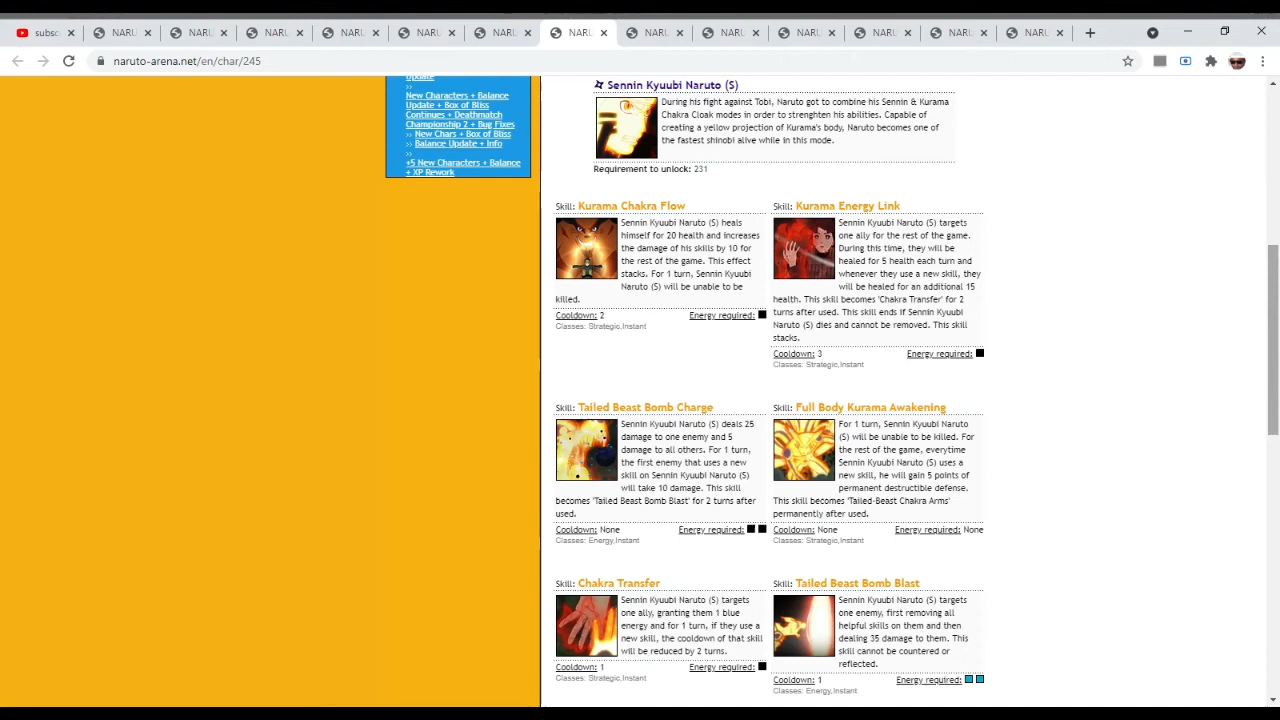 subsc
NARU
NARU
NARU
NARU
NARU
NARU
NARU
NARU
NARU
NARU
NARU
NARU
NARU
naruto-arena.net/en/char/245
Update
>>
New Characters + Balance
Update + Box of Bliss
Continues + Deathmatch
Championship 2 + Bug Fixes
>> New Chars + Box of Bliss
>> Balance Update + Info
>>
+5 New Characters + Balance
+ XP Rework
Sennin Kyuubi Naruto (S)
During his fight against Tobi, Naruto got to combine his Sennin & Kurama
Chakra Cloak modes in order to strenghten his abilities. Capable of
creating a yellow projection of Kurama's body, Naruto becomes one of
the fastest shinobi alive while in this mode.
Requirement to unlock: 231
Skill: Kurama Chakra Flow
Sennin Kyuubi Naruto (S) heals
himself for 20 health and increases
the damage of his skills by 10 for
the rest of the game. This effect
stacks. For 1 turn, Sennin Kyuubi
Naruto (S) will be unable to be
killed.
Cooldown: 2 Energy required:
Classes: Strategic,Instant
Skill: Kurama Energy Link
Sennin Kyuubi Naruto (S) targets
one ally for the rest of the game.
During this time, they will be
healed for 5 health each turn and
whenever they use a new skill, they
will be healed for an additional 15
health. This skill becomes 'Chakra Transfer' for 2
turns after used. This skill ends if Sennin Kyuubi
Naruto (S) dies and cannot be removed. This skill
stacks.
Cooldown: 3 Energy required:
Classes: Strategic,Instant
Skill: Tailed Beast Bomb Charge
Sennin Kyuubi Naruto (S) deals 25
damage to one enemy and 5
damage to all others. For 1 turn,
the first enemy that uses a new
skill on Sennin Kyuubi Naruto (S)
will take 10 damage. This skill
becomes 'Tailed Beast Bomb Blast' for 2 turns after
used.
Cooldown: None Energy required:
Classes: Energy,Instant
Skill: Full Body Kurama Awakening
For 1 turn, Sennin Kyuubi Naruto
(S) will be unable to be killed. For
the rest of the game, everytime
Sennin Kyuubi Naruto (S) uses a
new skill, he will gain 5 points of
permanent destructible defense.
This skill becomes 'Tailed-Beast Chakra Arms'
permanently after used.
Cooldown: None Energy required: None
Classes: Strategic,Instant
Skill: Chakra Transfer
Sennin Kyuubi Naruto (S) targets
one ally, granting them 1 blue
energy and for 1 turn, if they use a
new skill, the cooldown of that skill
will be reduced by 2 turns.
Cooldown: 1 Energy required:
Classes: Strategic,Instant
Skill: Tailed Beast Bomb Blast
Sennin Kyuubi Naruto (S) targets
one enemy, first removing all
helpful skills on them and then
dealing 35 damage to them. This
skill cannot be countered or
reflected.
Cooldown: 1 Energy required:
Classes: Energy,Instant